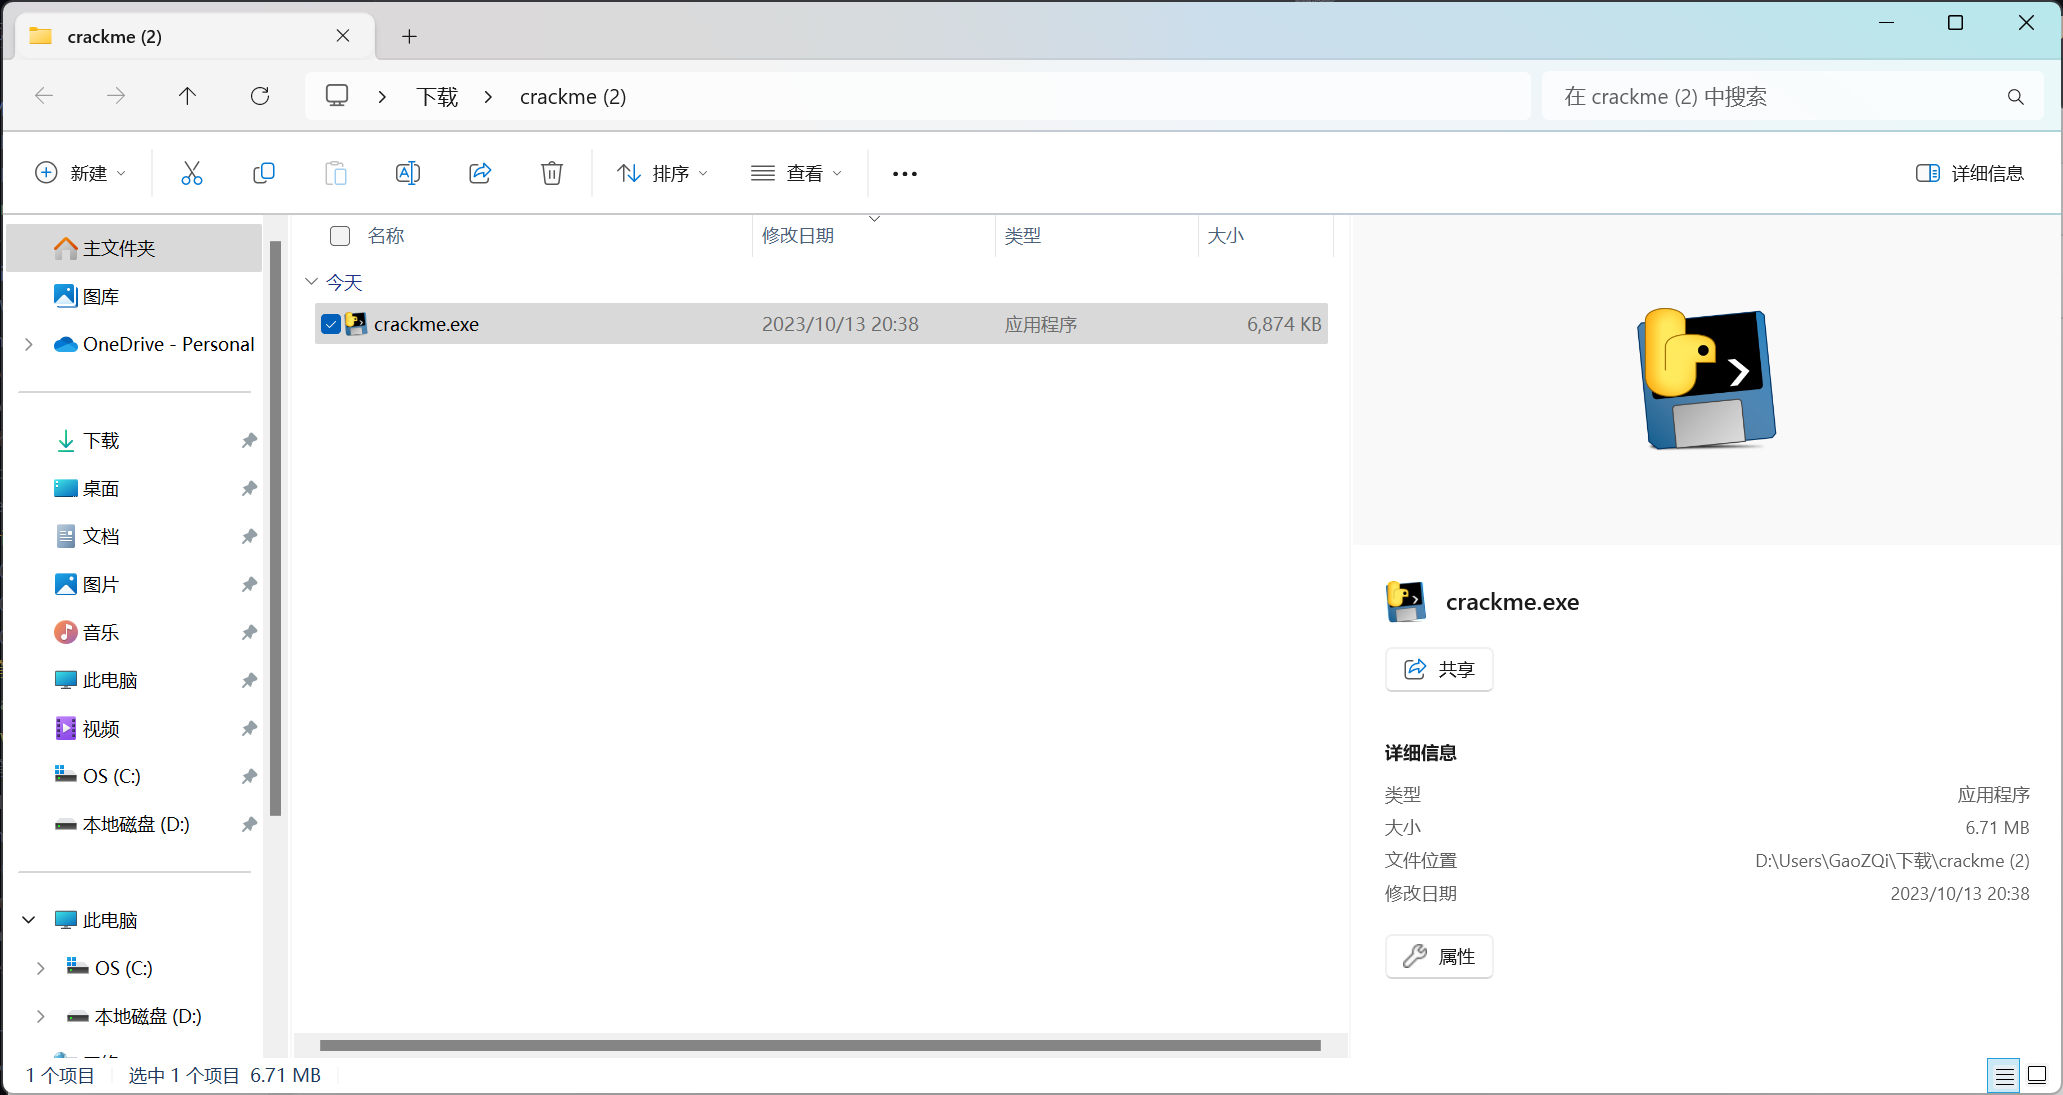 crackme (2)
下载
crackme (2)
在 crackme (2) 中搜索
新建
排序
查看
详细信息
主文件夹
图库
OneDrive - Personal
下载
桌面
文档
图片
音乐
此电脑
视频
OS (C:)
本地磁盘 (D:)
此电脑
OS (C:)
本地磁盘 (D:)
名称 修改日期 类型 大小
今天
crackme.exe 2023/10/13 20:38 应用程序 6,874 KB
crackme.exe
共享
详细信息
类型 应用程序
大小 6.71 MB
文件位置 D:\Users\GaoZQi\下载\crackme (2)
修改日期 2023/10/13 20:38
属性
1 个项目 选中 1 个项目 6.71 MB